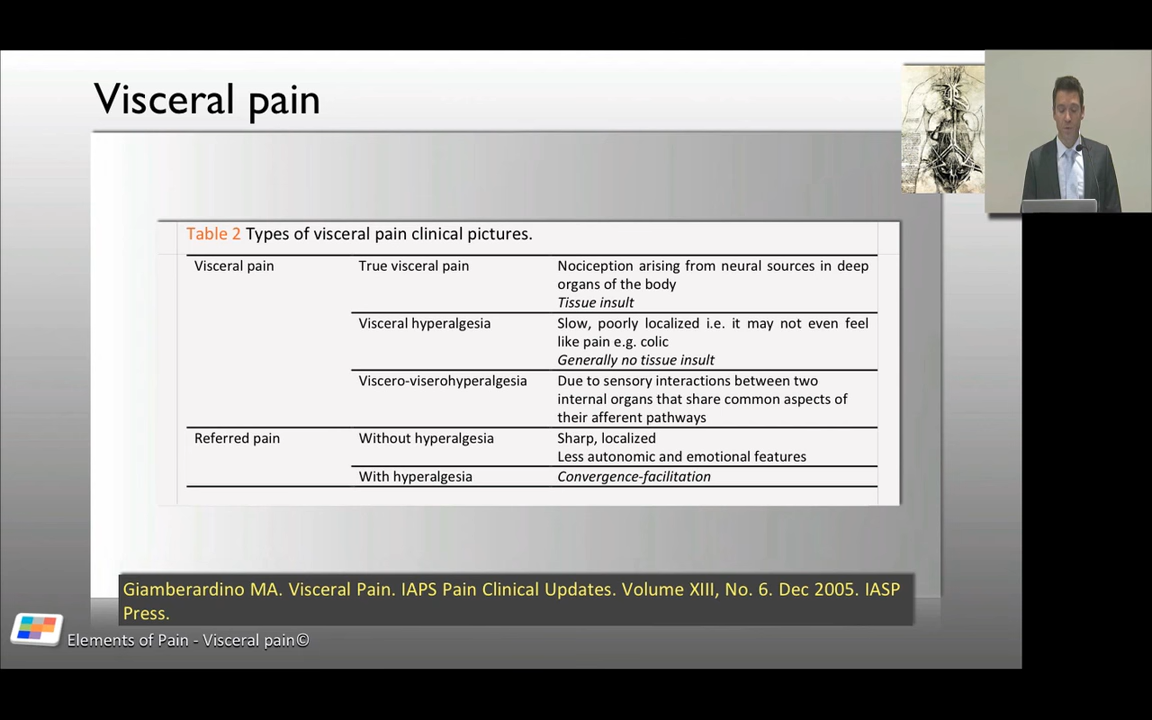 Visceral pain
Table 2 Types of visceral pain clinical pictures.
Visceral pain
True visceral pain
Nociception arising from neural sources in deep
organs of the body
Tissue insult
Visceral hyperalgesia
Slow, poorly localized i.e. it may not even feel
like pain e.g. colic
Generally no tissue insult
Viscero-viserohyperalgesia
Due to sensory interactions between two
internal organs that share common aspects of
their afferent pathways
Referred pain
Without hyperalgesia
Sharp, localized
Less autonomic and emotional features
With hyperalgesia
Convergence-facilitation
Giamberardino MA. Visceral Pain. IAPS Pain Clinical Updates. Volume XIII, No. 6. Dec 2005. IASP
Press.
Elements of Pain - Visceral pain©